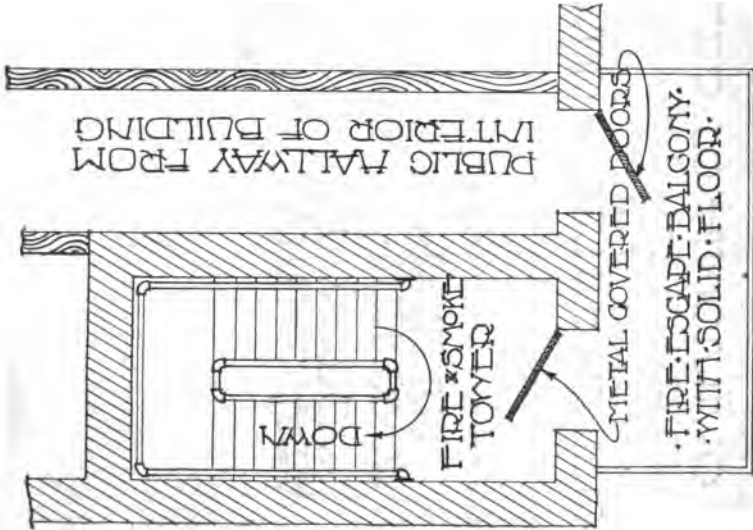 PUBLIC HALLWAY FROM
INTERIOR OF BUILDING
DOWN
FIRE & SMOKE
TOWER
METAL COVERED DOORS
·FIRE·ESCAPE·BALCONY·
·WITH·SOLID·FLOOR·